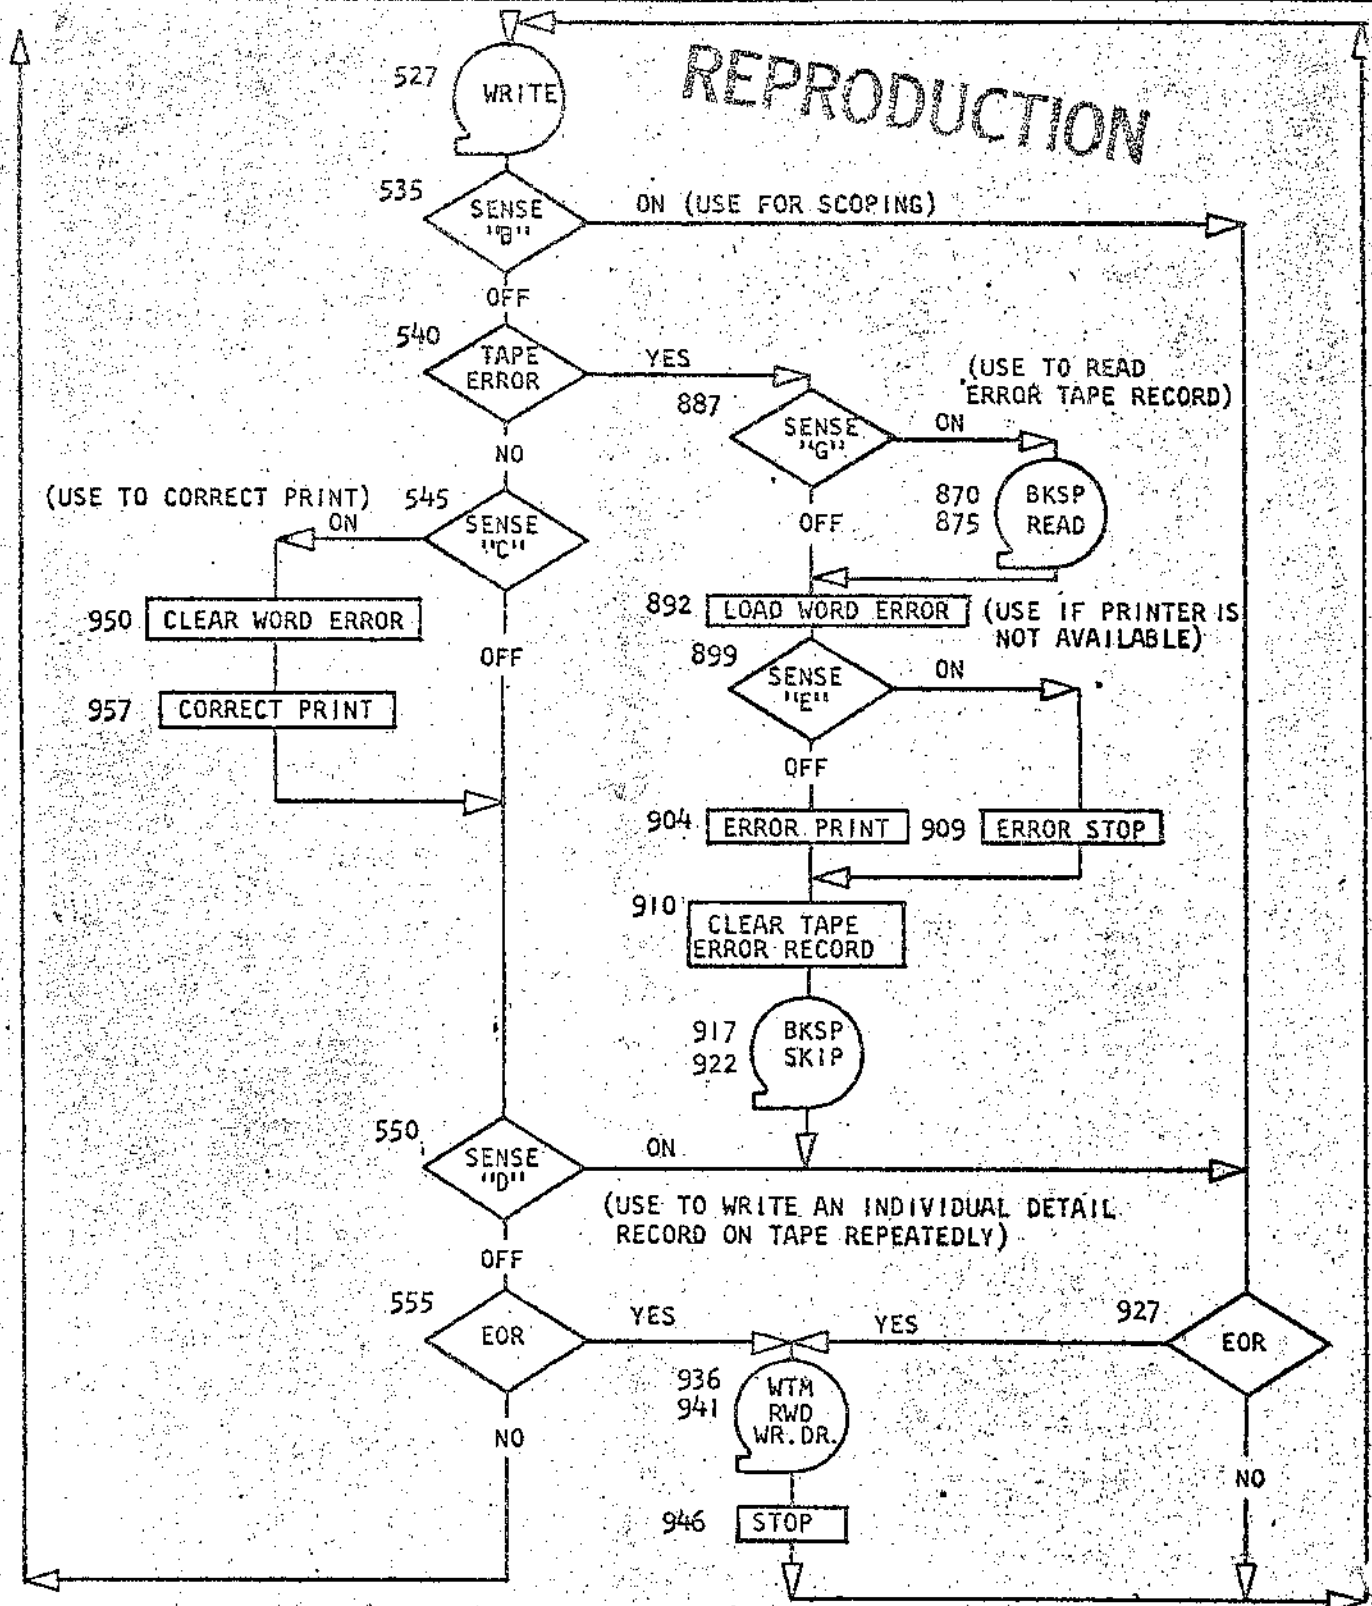 REPRODUCTION
527
WRITE
535
SENSE
"B"
ON (USE FOR SCOPING)
OFF
540
TAPE
ERROR
YES
NO
887
SENSE
"G"
ON
(USE TO READ
ERROR TAPE RECORD)
870
875
BKSP
READ
OFF
(USE TO CORRECT PRINT)
545
SENSE
"C"
ON
OFF
950
CLEAR WORD ERROR
957
CORRECT PRINT
892
LOAD WORD ERROR
(USE IF PRINTER IS
NOT AVAILABLE)
899
SENSE
"E"
ON
OFF
904
ERROR PRINT
909
ERROR STOP
910
CLEAR TAPE
ERROR RECORD
917
922
BKSP
SKIP
550
SENSE
"D"
ON
(USE TO WRITE AN INDIVIDUAL DETAIL
RECORD ON TAPE REPEATEDLY)
OFF
555
EOR
YES
NO
YES
927
EOR
NO
936
941
WTM
RWD
WR.DR.
946
STOP